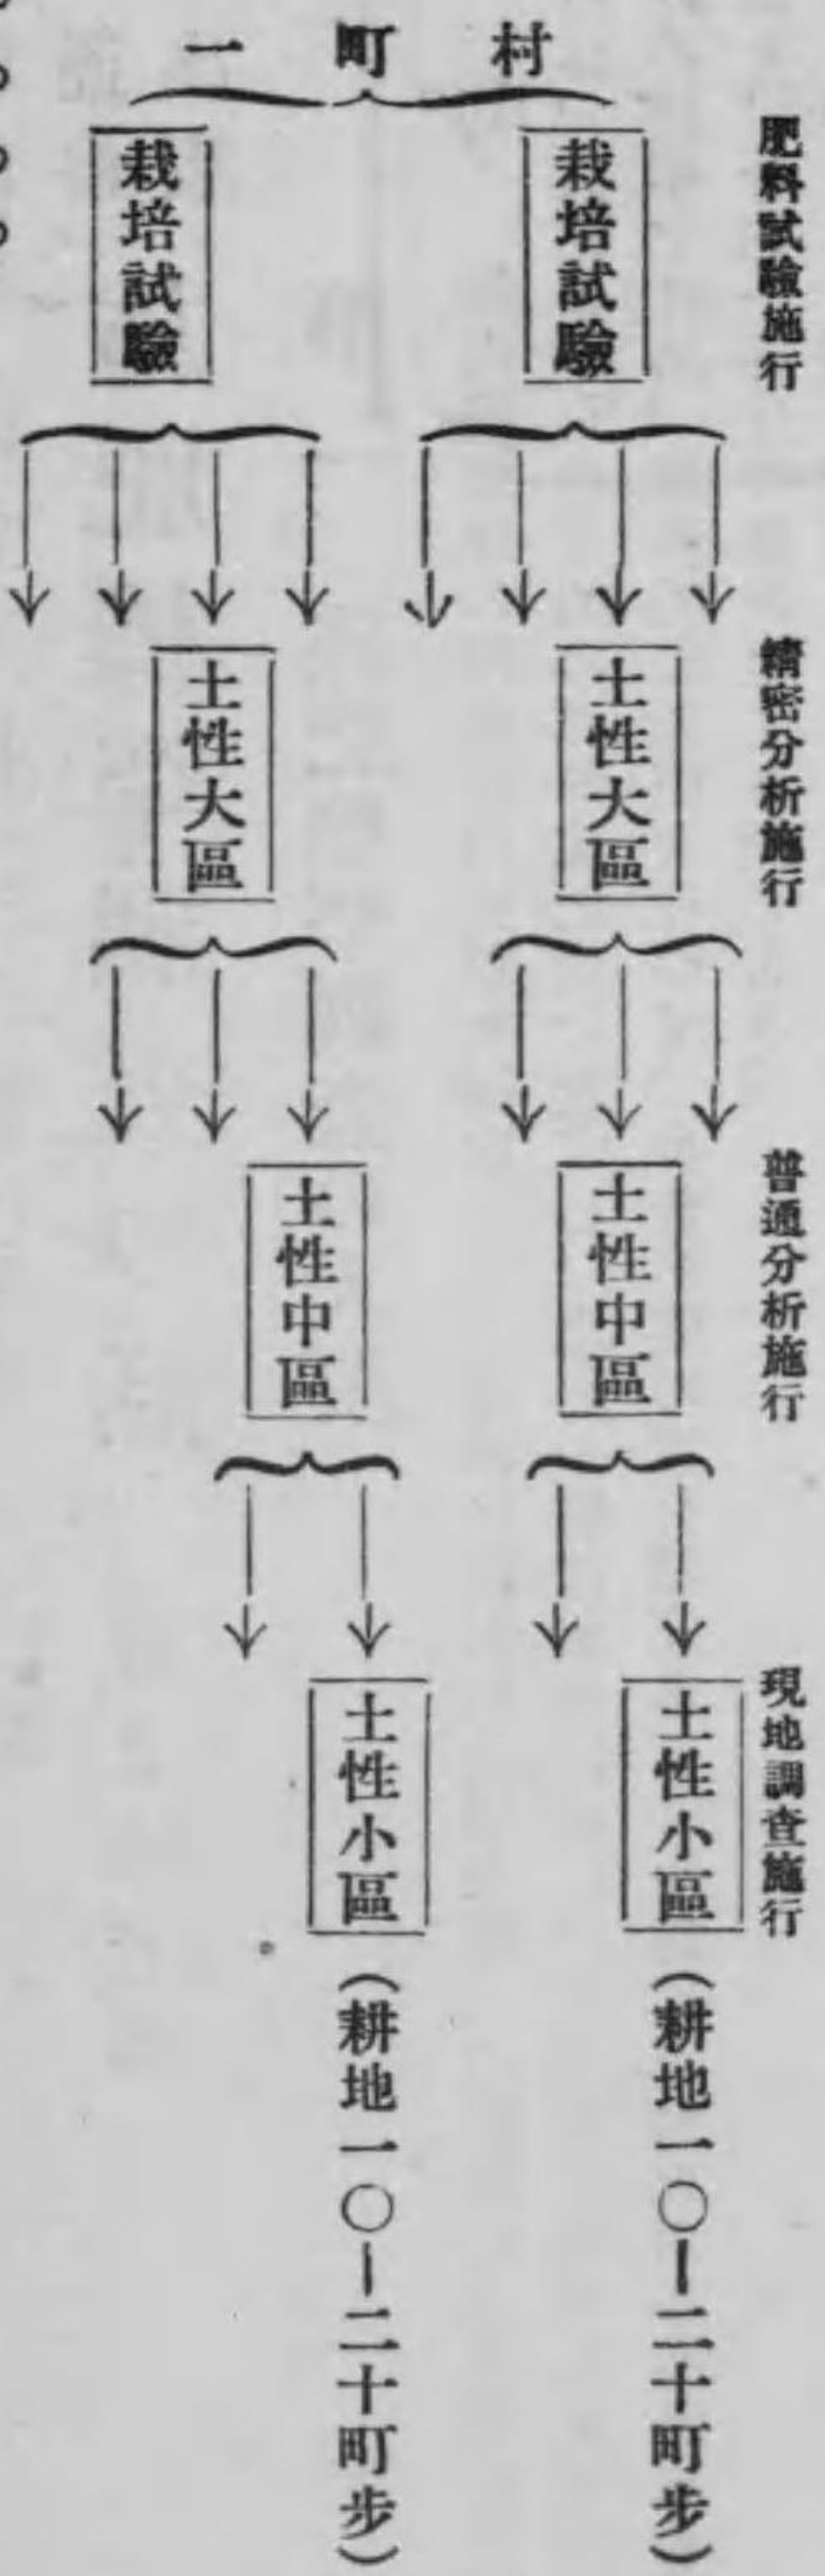 一町村
肥料試驗施行
栽培試驗
栽培試驗
精密分析施行
土性大區
土性大區
普通分析施行
土性中區
土性中區
現地調查施行
土性小區（耕地一〇—二十町步）
土性小區（耕地一〇—二十町步）